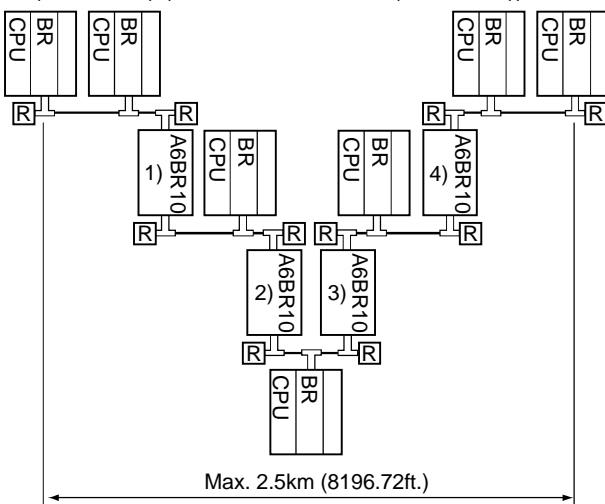 CPU
BR
CPU
BR
CPU
BR
CPU
BR
R
R
R
R
1)
A6BR10
CPU
BR
CPU
BR
4)
A6BR10
R
R
R
R
2)
A6BR10
3)
A6BR10
R
R
CPU
BR
Max. 2.5km (8196.72ft.)